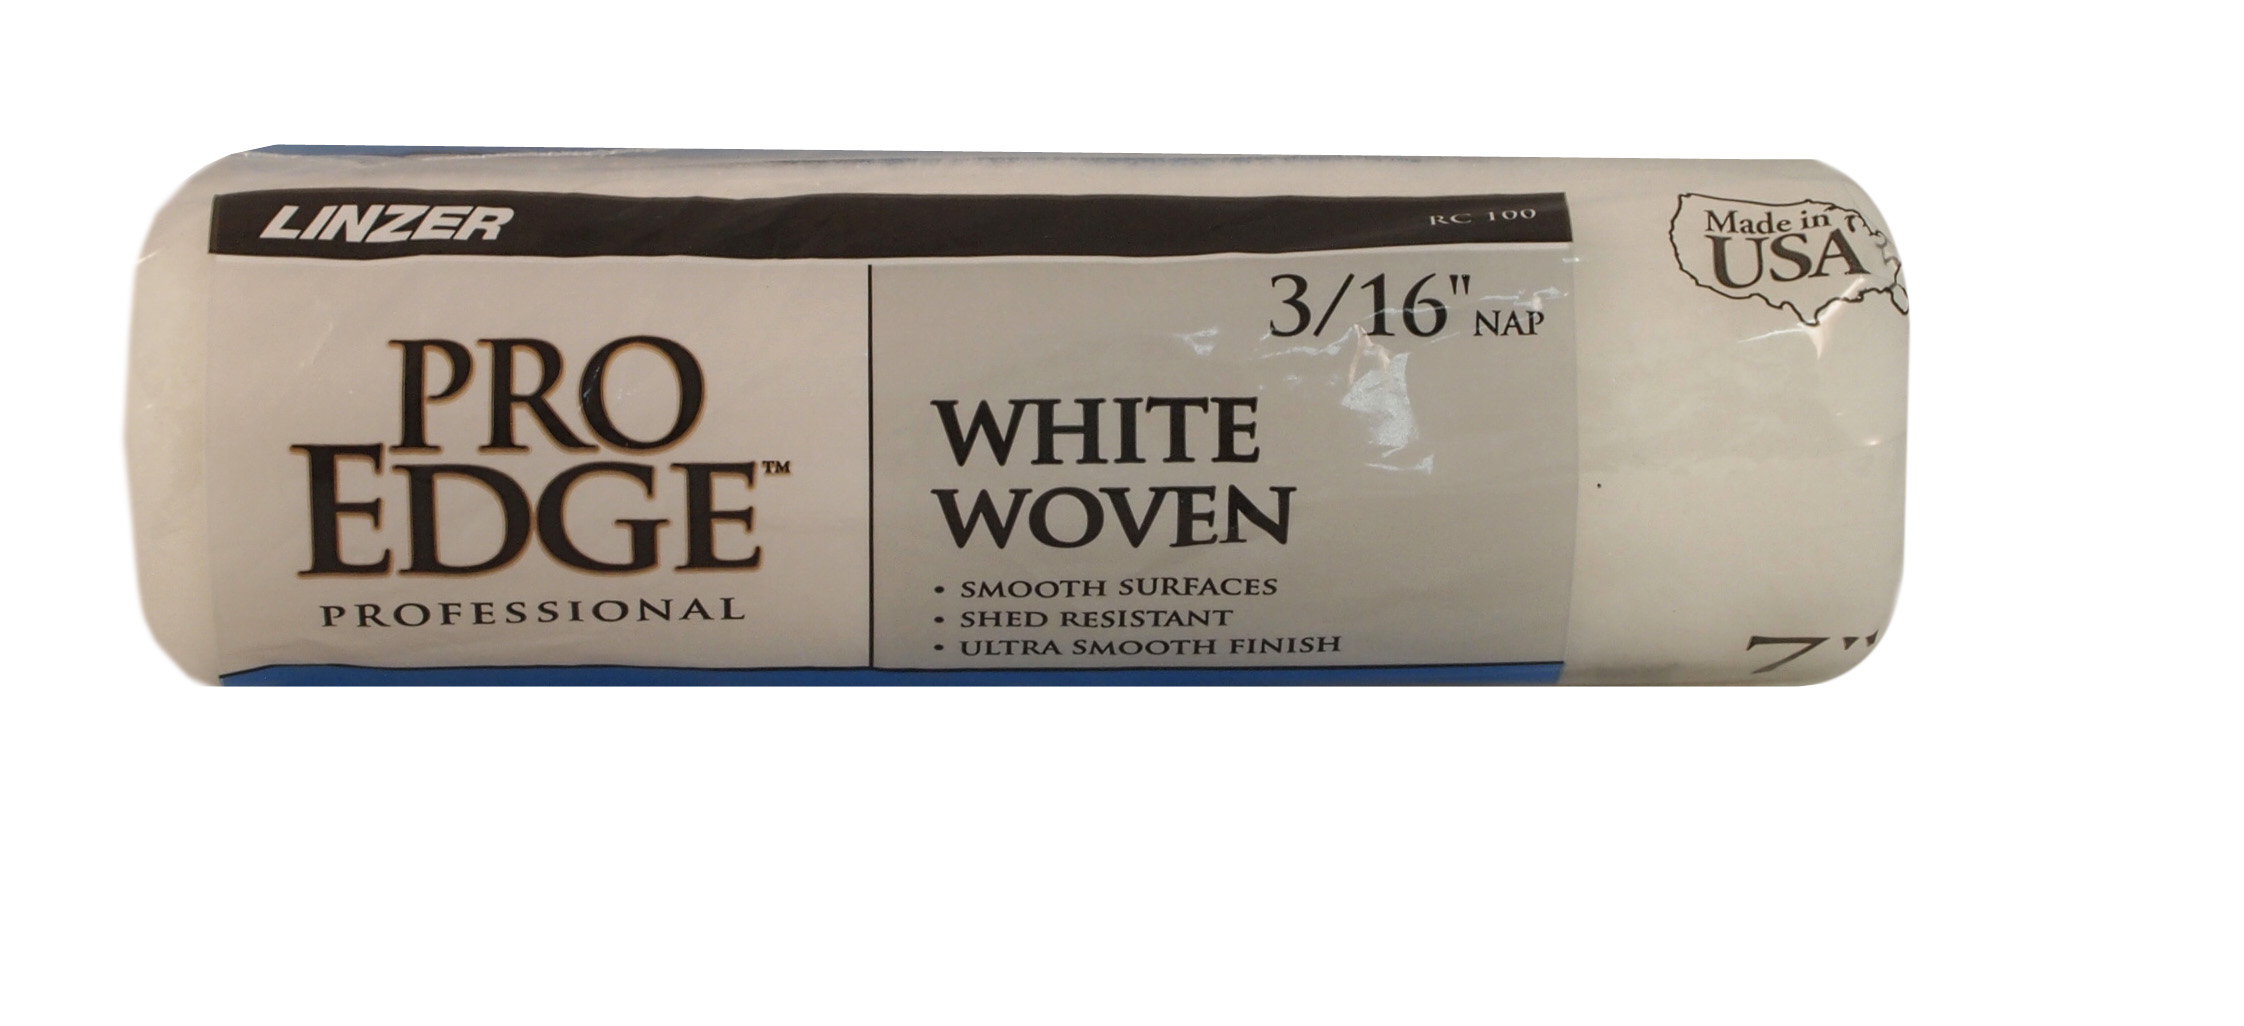 LINZER
RC 100
Made in
USA
PRO
EDGE™
PROFESSIONAL
3/16" NAP
WHITE
WOVEN
• SMOOTH SURFACES
• SHED RESISTANT
• ULTRA SMOOTH FINISH
7"